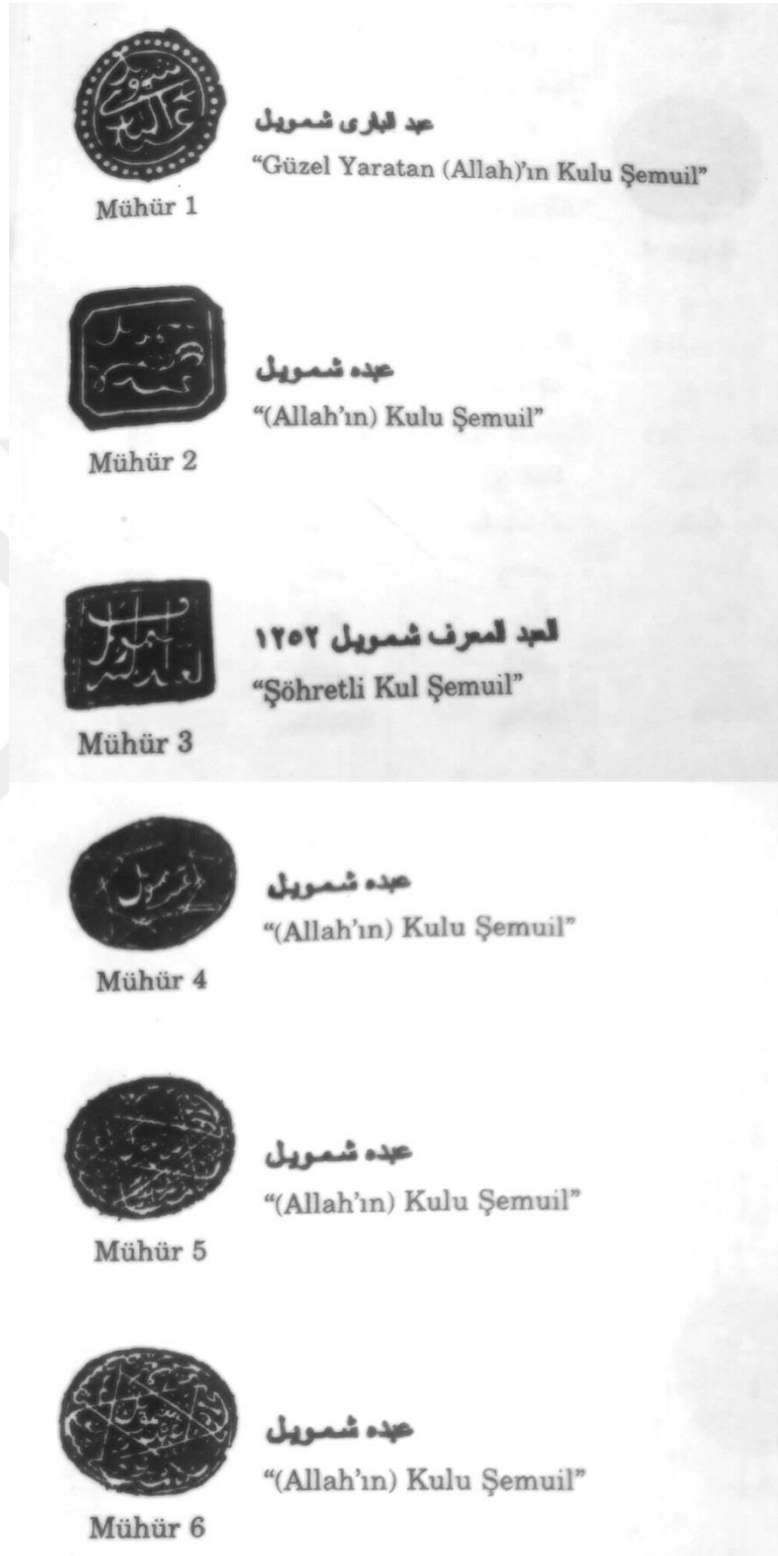 عبد البارى شمويل
“Güzel Yaratan (Allah)’ın Kulu Şemuil”
Mühür 1
عبده شمويل
“(Allah’ın) Kulu Şemuil”
Mühür 2
العبد المعرف شمويل ١٢٥٢
“Şöhretli Kul Şemuil”
Mühür 3
عبده شمويل
“(Allah’ın) Kulu Şemuil”
Mühür 4
عبده شمويل
“(Allah’ın) Kulu Şemuil”
Mühür 5
عبده شمويل
“(Allah’ın) Kulu Şemuil”
Mühür 6